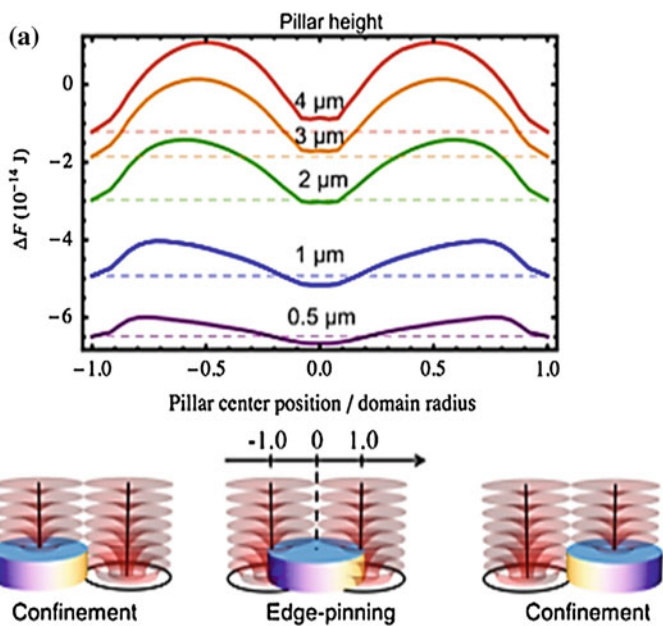 (a)
Pillar height
4 μm
3 μm
2 μm
1 μm
0.5 μm
ΔF (10⁻¹⁴ J)
0
−2
−4
−6
−1.0 −0.5 0.0 0.5 1.0
Pillar center position / domain radius
-1.0 0 1.0
Confinement Edge-pinning Confinement